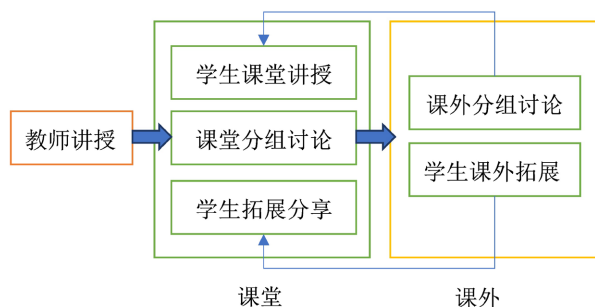 学生课堂讲授
课外分组讨论
教师讲授
课堂分组讨论
学生课外拓展
学生拓展分享
课堂
课外